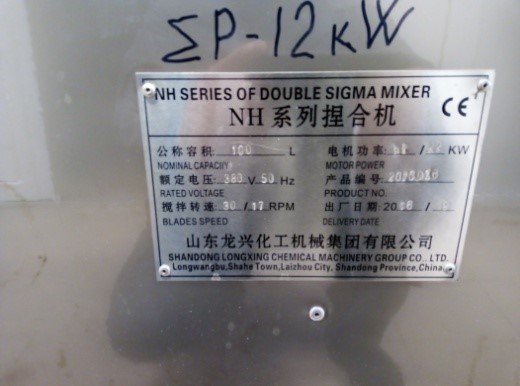 ΣP-12KW
NH SERIES OF DOUBLE SIGMA MIXER
NH 系列捏合机 CE
公称容积: 100 L 电机功率: / KW
NOMINAL CAPACITY MOTOR POWER
额定电压: 380 V 50 Hz 产品编号:
RATED VOLTAGE PRODUCT NO.
搅拌转速: 30 / 17 RPM 出厂日期: 2016 /
BLADES SPEED DELIVERY DATE
山东龙兴化工机械集团有限公司
SHANDONG LONGXING CHEMICAL MACHINERY GROUP CO., LTD.
Longwangbu,Shahe Town,Laizhou City, Shandong Province,China